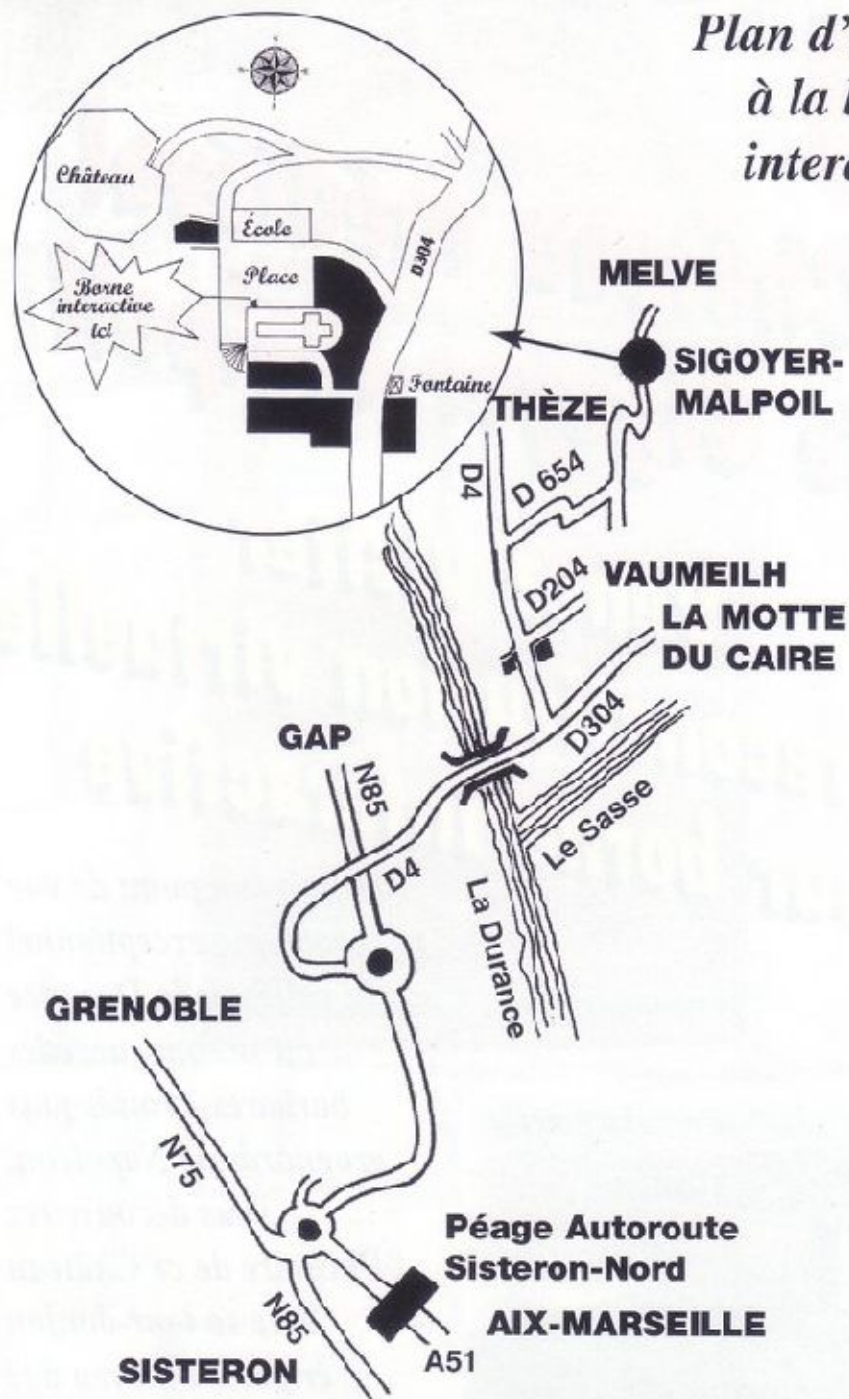 Plan d'
à la
Château
École
Place
Borne
interactive
Ici
D304
Fontaine
MELVE
SIGOYER-
MALPOIL
THÈZE
D4
D 654
D204
VAUMEILH
LA MOTTE
DU CAIRE
D304
GAP
N85
D4
Le Sasse
La Durance
GRENOBLE
N75
Péage Autoroute
Sisteron-Nord
AIX-MARSEILLE
N85
A51
SISTERON